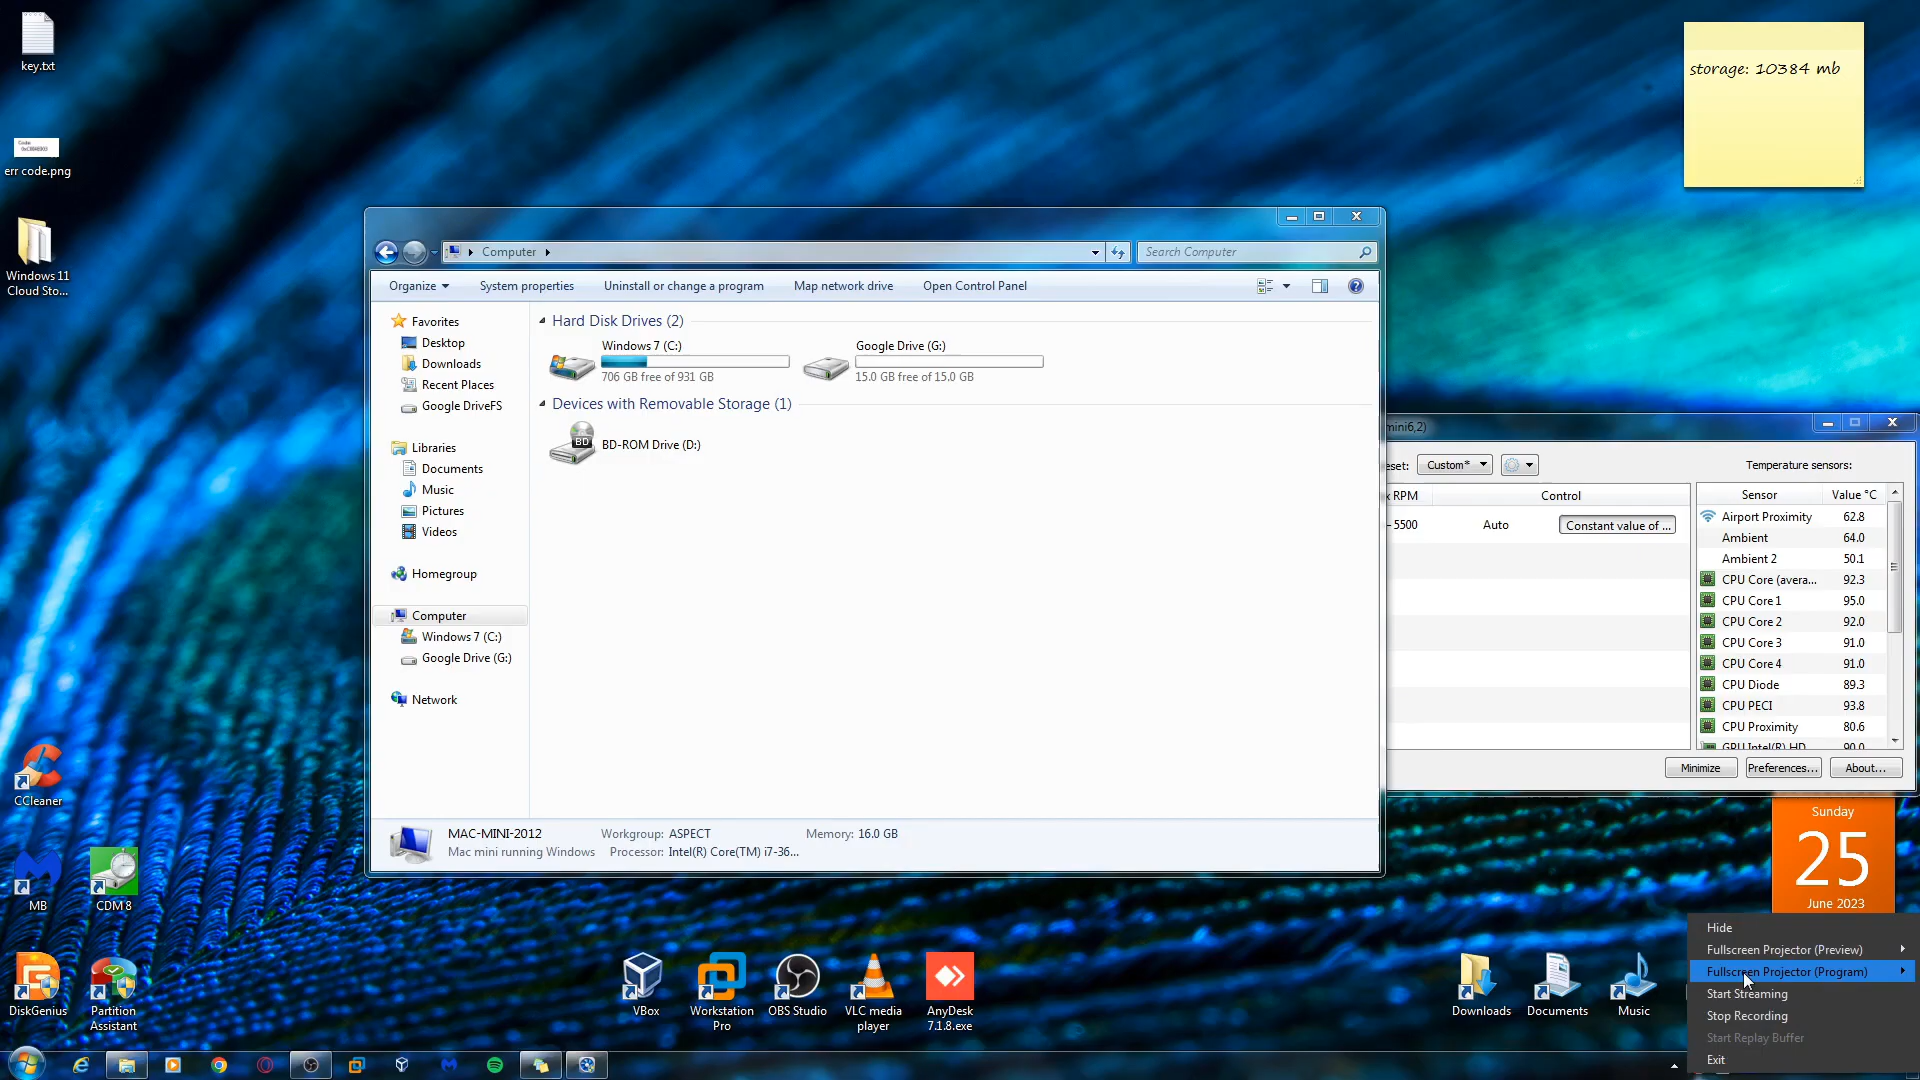 key.txt
err code.png
Windows 11
Cloud Sto...
storage: 10384 mb
Computer
Search Computer
Organize
System properties
Uninstall or change a program
Map network drive
Open Control Panel
Favorites
Desktop
Downloads
Recent Places
Google DriveFS
Libraries
Documents
Music
Pictures
Videos
Homegroup
Computer
Windows 7 (C:)
Google Drive (G:)
Network
Hard Disk Drives (2)
Windows 7 (C:)
706 GB free of 931 GB
Google Drive (G:)
15.0 GB free of 15.0 GB
Devices with Removable Storage (1)
BD
BD-ROM Drive (D:)
MAC-MINI-2012
Workgroup: ASPECT
Memory: 16.0 GB
Mac mini running Windows
Processor: Intel(R) Core(TM) i7-36...
mini6,2)
eset:
Custom*
Temperature sensors:
x RPM
Control
Sensor
Value °C
- 5500
Auto
Constant value of ...
Airport Proximity 62.8
Ambient 64.0
Ambient 2 50.1
CPU Core (avera... 92.3
CPU Core 1 95.0
CPU Core 2 92.0
CPU Core 3 91.0
CPU Core 4 91.0
CPU Diode 89.3
CPU PECI 93.8
CPU Proximity 80.6
GPU Intel(R) HD 90.0
Minimize
Preferences...
About...
Sunday
25
June 2023
Hide
Fullscreen Projector (Preview)
Fullscreen Projector (Program)
Start Streaming
Stop Recording
Start Replay Buffer
Exit
CCleaner
MB
CDM 8
DiskGenius
Partition
Assistant
VBox
Workstation
Pro
OBS Studio
VLC media
player
AnyDesk
7.1.8.exe
Downloads
Documents
Music